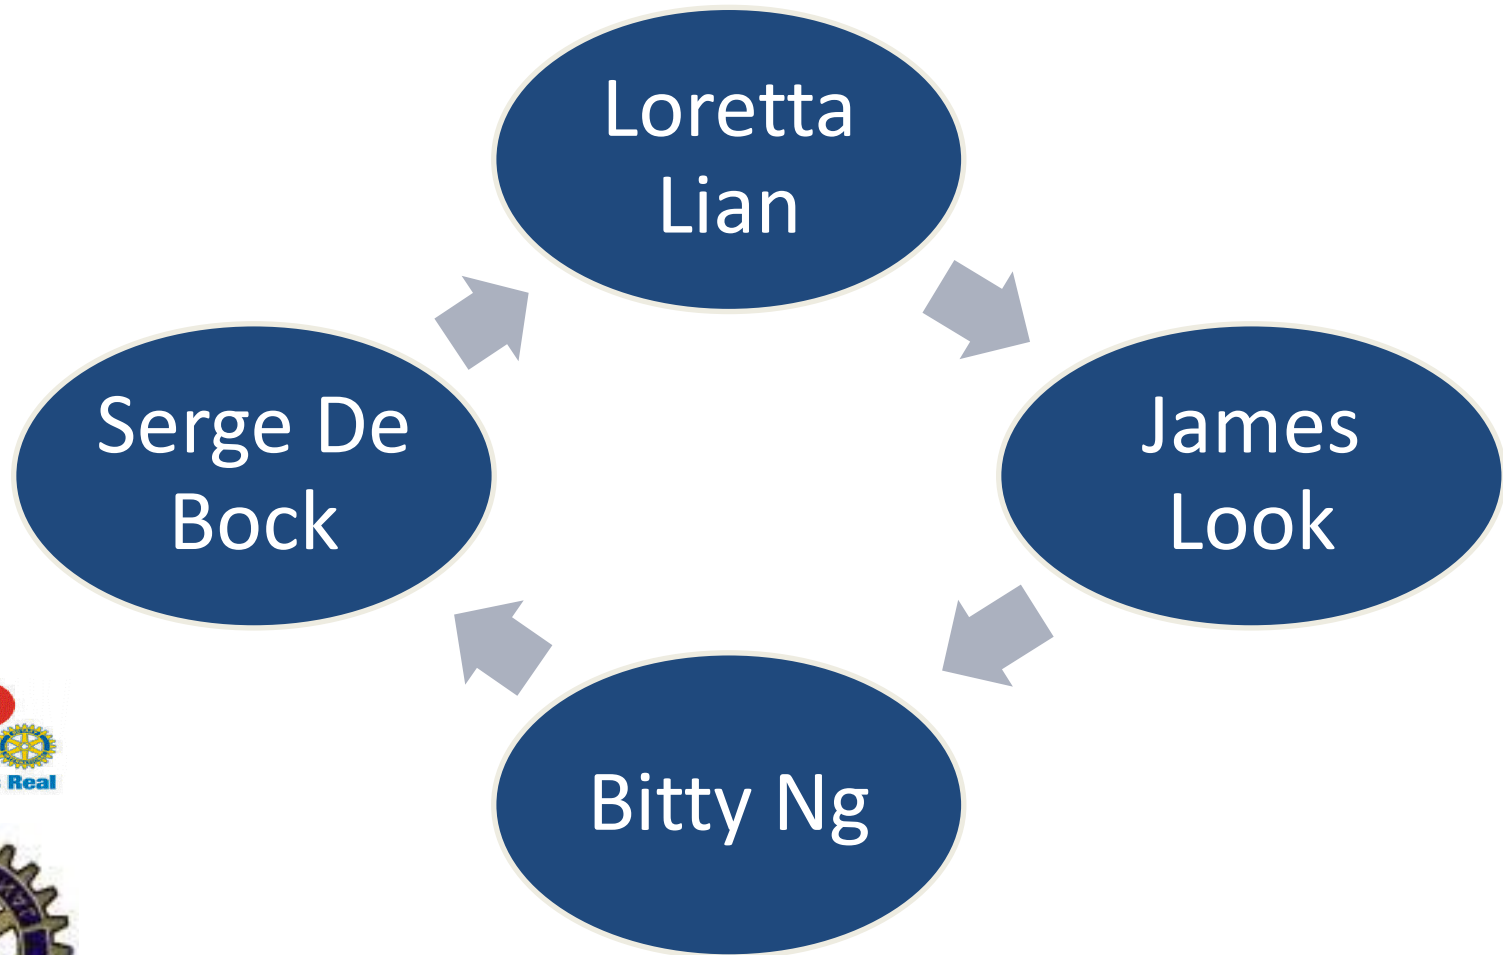 Loretta
Lian
James
Look
Bitty Ng
Serge De
Bock
Real